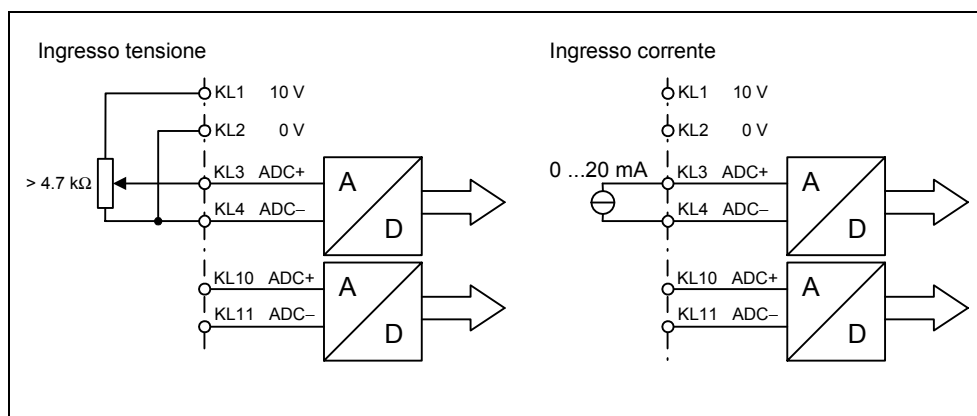 Ingresso tensione
KL1 10 V
KL2 0 V
> 4.7 kΩ
KL3 ADC+
KL4 ADC−
A
D
KL10 ADC+
KL11 ADC−
A
D
Ingresso corrente
KL1 10 V
KL2 0 V
0 ...20 mA
KL3 ADC+
KL4 ADC−
A
D
KL10 ADC+
KL11 ADC−
A
D